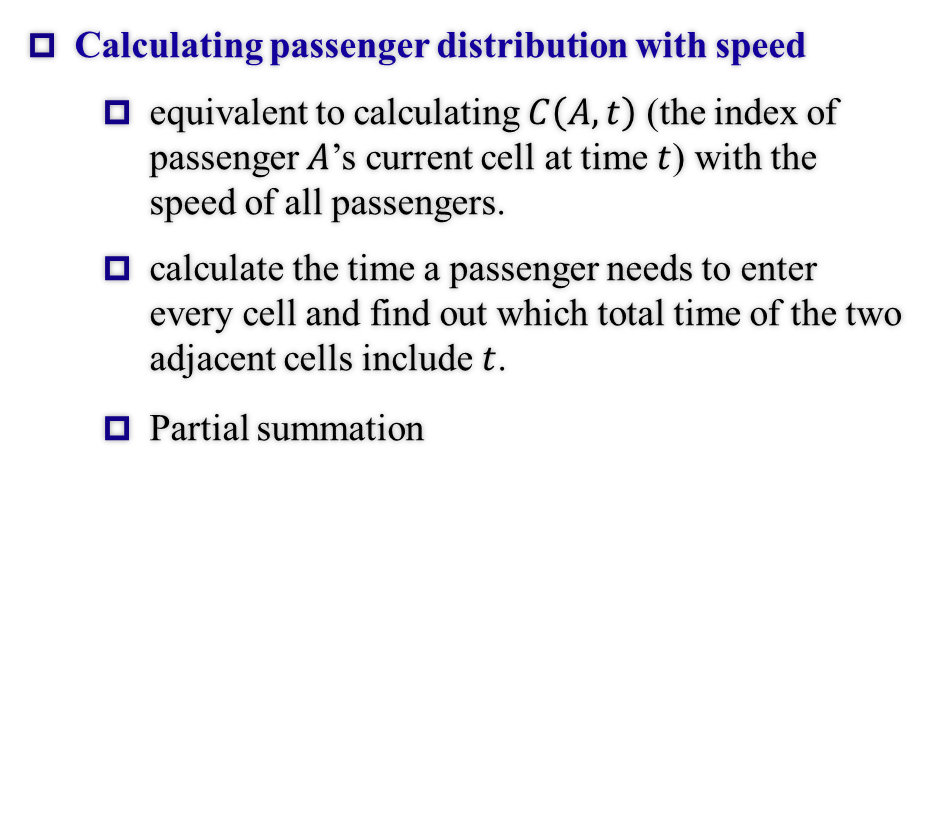 Calculating passenger distribution with speed
equivalent to calculating C(A, t) (the index of
passenger A’s current cell at time t) with the
speed of all passengers.
calculate the time a passenger needs to enter
every cell and find out which total time of the two
adjacent cells include t.
Partial summation